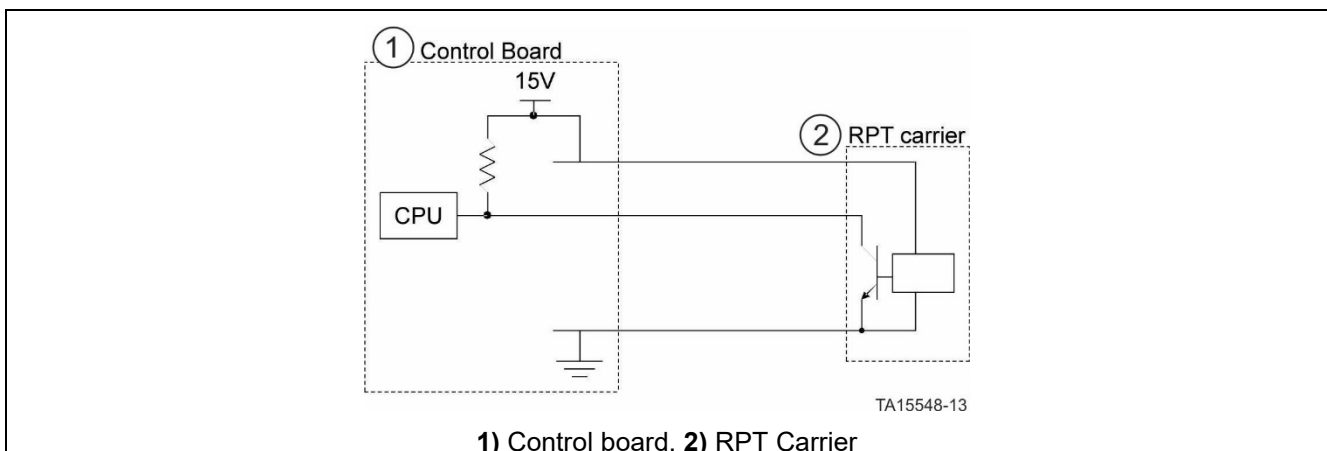 1 Control Board
15V
2 RPT carrier
CPU
TA15548-13
1) Control board, 2) RPT Carrier